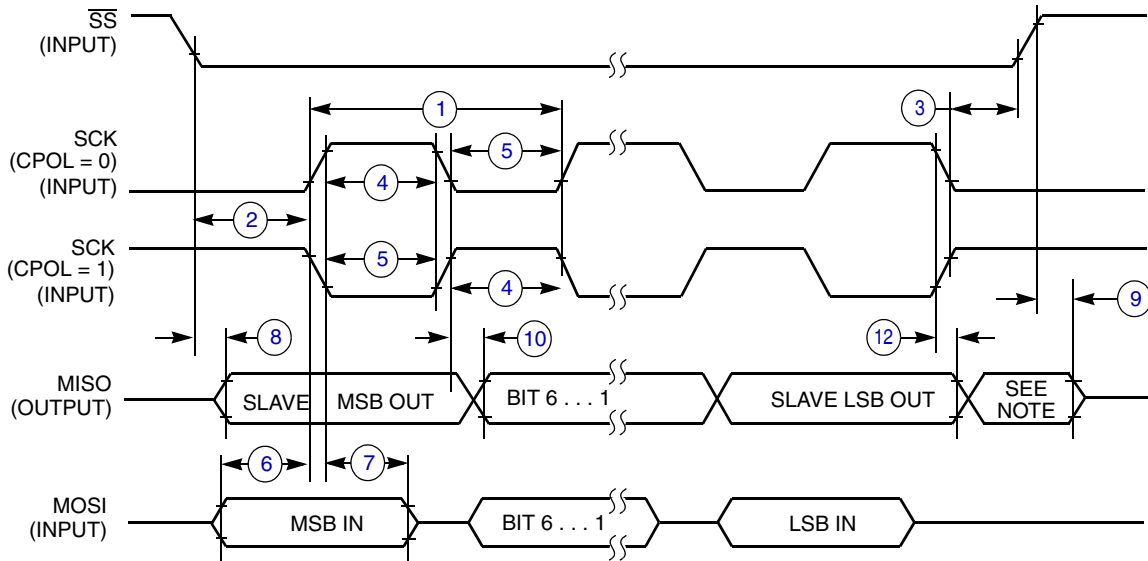 SS
(INPUT)
1
3
SCK
(CPOL = 0)
(INPUT)
5
4
2
SCK
(CPOL = 1)
(INPUT)
5
4
9
8
10
12
MISO
(OUTPUT)
SLAVE MSB OUT
BIT 6 . . . 1
SLAVE LSB OUT
SEE
NOTE
6
7
MOSI
(INPUT)
MSB IN
BIT 6 . . . 1
LSB IN